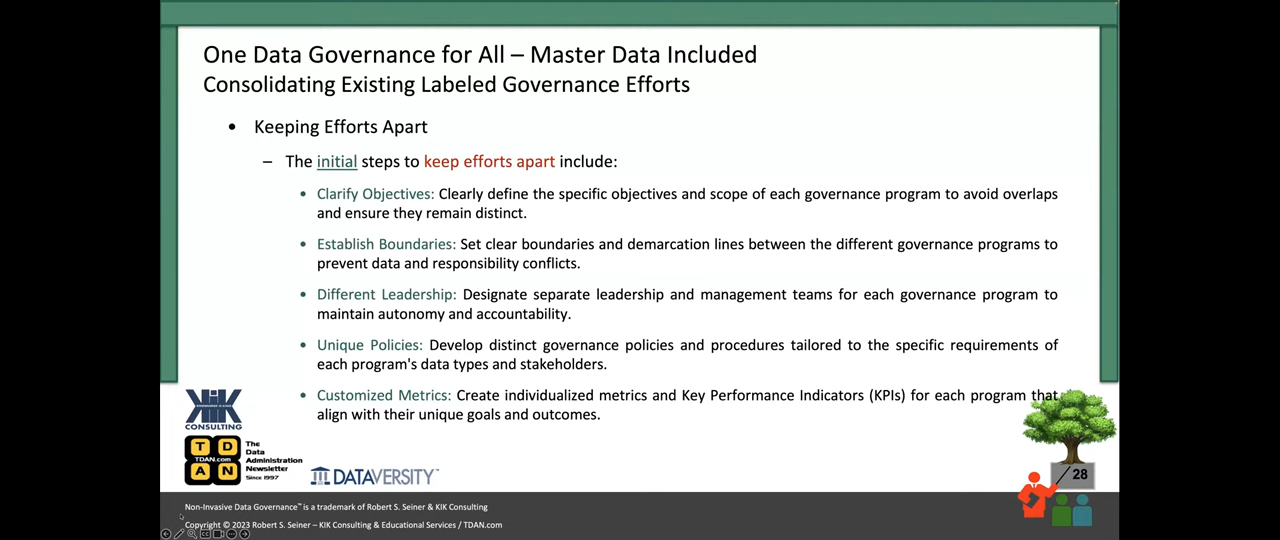 One Data Governance for All – Master Data Included
Consolidating Existing Labeled Governance Efforts
• Keeping Efforts Apart
– The initial steps to keep efforts apart include:
• Clarify Objectives: Clearly define the specific objectives and scope of each governance program to avoid overlaps
and ensure they remain distinct.
• Establish Boundaries: Set clear boundaries and demarcation lines between the different governance programs to
prevent data and responsibility conflicts.
• Different Leadership: Designate separate leadership and management teams for each governance program to
maintain autonomy and accountability.
• Unique Policies: Develop distinct governance policies and procedures tailored to the specific requirements of
each program's data types and stakeholders.
• Customized Metrics: Create individualized metrics and Key Performance Indicators (KPIs) for each program that
align with their unique goals and outcomes.
KIK
CONSULTING
T D
TDAN.com
A N
The
Data
Administration
Newsletter
Since 1997
DATAVERSITY™
28
Non-Invasive Data Governance™ is a trademark of Robert S. Seiner & KIK Consulting
Copyright © 2023 Robert S. Seiner – KIK Consulting & Educational Services / TDAN.com